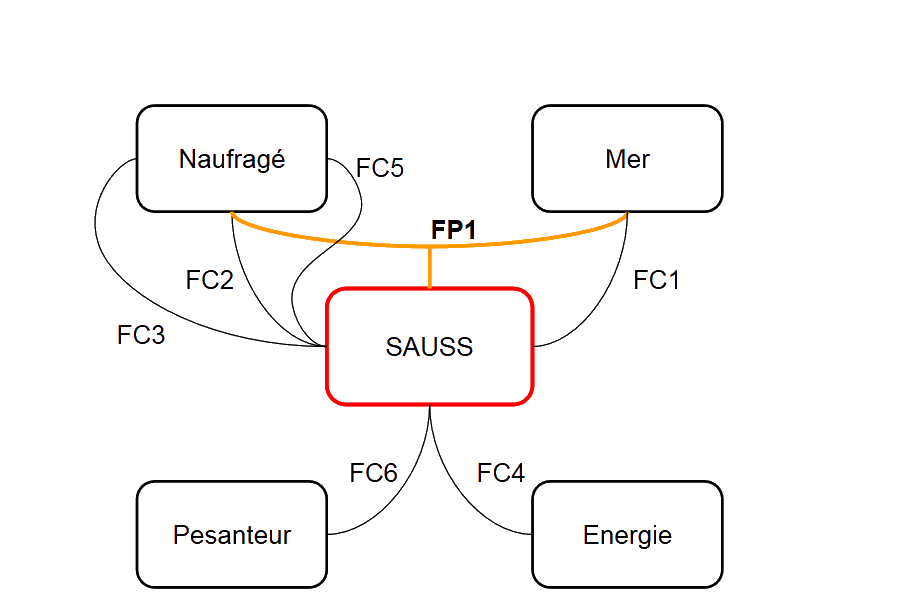 Naufragé
Mer
FC5
FP1
FC2
FC1
FC3
SAUSS
FC6
FC4
Pesanteur
Energie